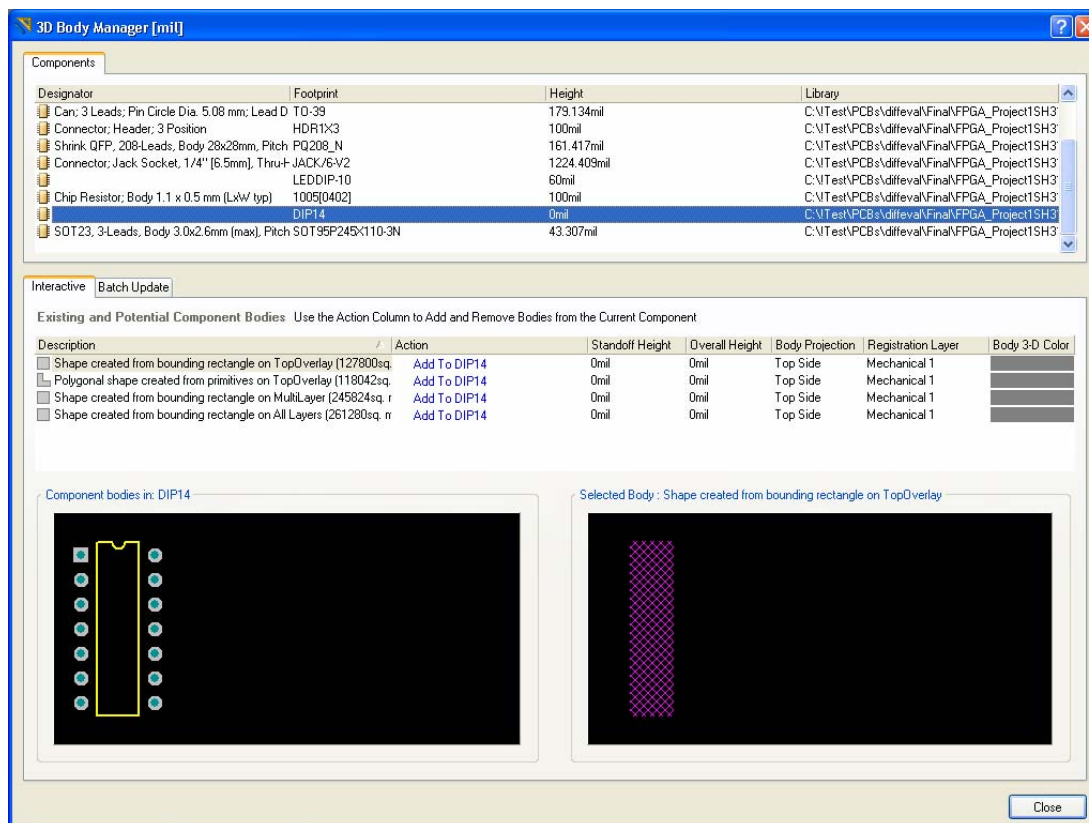 3D Body Manager [mil]
Components
Designator Footprint Height Library
Can; 3 Leads; Pin Circle Dia. 5.08 mm; Lead D TO-39 179.134mil C:\!Test\PCBs\diffeval\Final\FPGA_Project1SH3
Connector; Header; 3 Position HDR1X3 100mil C:\!Test\PCBs\diffeval\Final\FPGA_Project1SH3
Shrink QFP, 208-Leads, Body 28x28mm, Pitch PQ208_N 161.417mil C:\!Test\PCBs\diffeval\Final\FPGA_Project1SH3
Connector; Jack Socket, 1/4" [6.5mm], Thru-H JACK/6-V2 1224.409mil C:\!Test\PCBs\diffeval\Final\FPGA_Project1SH3
LEDDIP-10 60mil C:\!Test\PCBs\diffeval\Final\FPGA_Project1SH3
Chip Resistor; Body 1.1 x 0.5 mm (LxW typ) 1005[0402] 100mil C:\!Test\PCBs\diffeval\Final\FPGA_Project1SH3
DIP14 0mil C:\!Test\PCBs\diffeval\Final\FPGA_Project1SH3
SOT23, 3-Leads, Body 3.0x2.6mm (max), Pitch SOT95P245X110-3N 43.307mil C:\!Test\PCBs\diffeval\Final\FPGA_Project1SH3
Interactive Batch Update
Existing and Potential Component Bodies Use the Action Column to Add and Remove Bodies from the Current Component
Description Action Standoff Height Overall Height Body Projection Registration Layer Body 3-D Color
Shape created from bounding rectangle on TopOverlay (127800sq. Add To DIP14 0mil 0mil Top Side Mechanical 1
Polygonal shape created from primitives on TopOverlay (118042sq. Add To DIP14 0mil 0mil Top Side Mechanical 1
Shape created from bounding rectangle on MultiLayer (245824sq. r Add To DIP14 0mil 0mil Top Side Mechanical 1
Shape created from bounding rectangle on All Layers (261280sq. m Add To DIP14 0mil 0mil Top Side Mechanical 1
Component bodies in: DIP14 Selected Body : Shape created from bounding rectangle on TopOverlay
Close